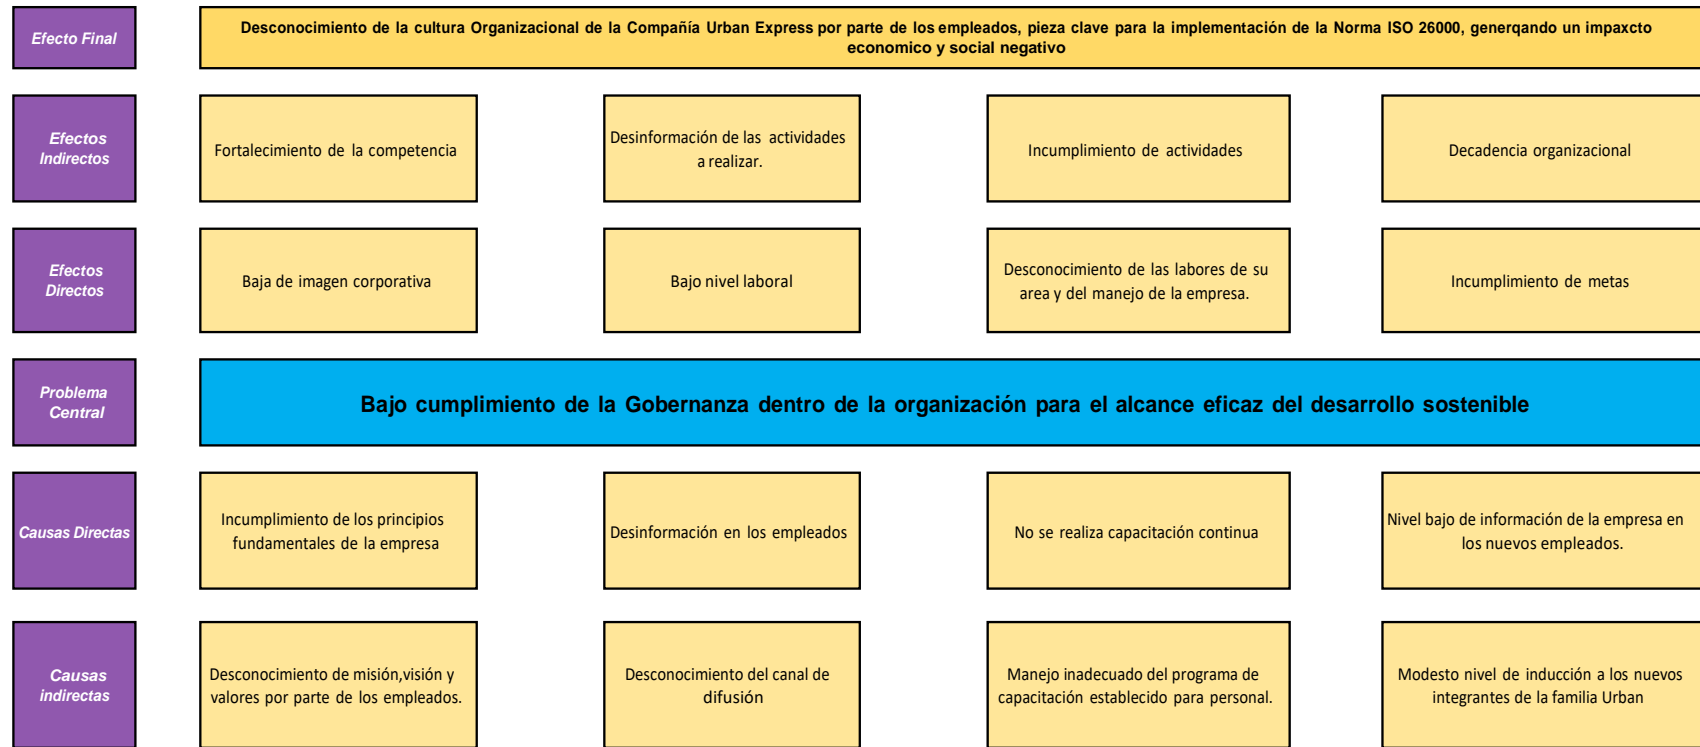 Efecto Final
Desconocimiento de la cultura Organizacional de la Compañía Urban Express por parte de los empleados, pieza clave para la implementación de la Norma ISO 26000, generqando un impaxcto
economico y social negativo
Efectos
Indirectos
Fortalecimiento de la competencia
Desinformación de las actividades
a realizar.
Incumplimiento de actividades
Decadencia organizacional
Efectos
Directos
Baja de imagen corporativa
Bajo nivel laboral
Desconocimiento de las labores de su
area y del manejo de la empresa.
Incumplimiento de metas
Problema
Central
Bajo cumplimiento de la Gobernanza dentro de la organización para el alcance eficaz del desarrollo sostenible
Causas Directas
Incumplimiento de los principios
fundamentales de la empresa
Desinformación en los empleados
No se realiza capacitación continua
Nivel bajo de información de la empresa en
los nuevos empleados.
Causas
indirectas
Desconocimiento de misión,visión y
valores por parte de los empleados.
Desconocimiento del canal de
difusión
Manejo inadecuado del programa de
capacitación establecido para personal.
Modesto nivel de inducción a los nuevos
integrantes de la familia Urban